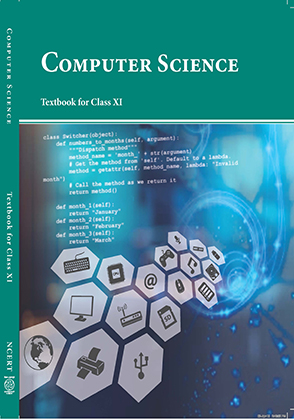 COMPUTER SCIENCE
Textbook for Class XI
class Switcher(object):
def numbers_to_months(self, argument):
"""Dispatch method"""
method_name = 'month_' + str(argument)
# Get the method from 'self'. Default to a lambda.
method = getattr(self, method_name, lambda: "Invalid
month")
# Call the method as we return it
return method()
def month_1(self):
return "January"
def month_2(self):
return "February"
def month_3(self):
return "March"
SD
COMPUTER SCIENCE
Textbook for Class XI
NCERT